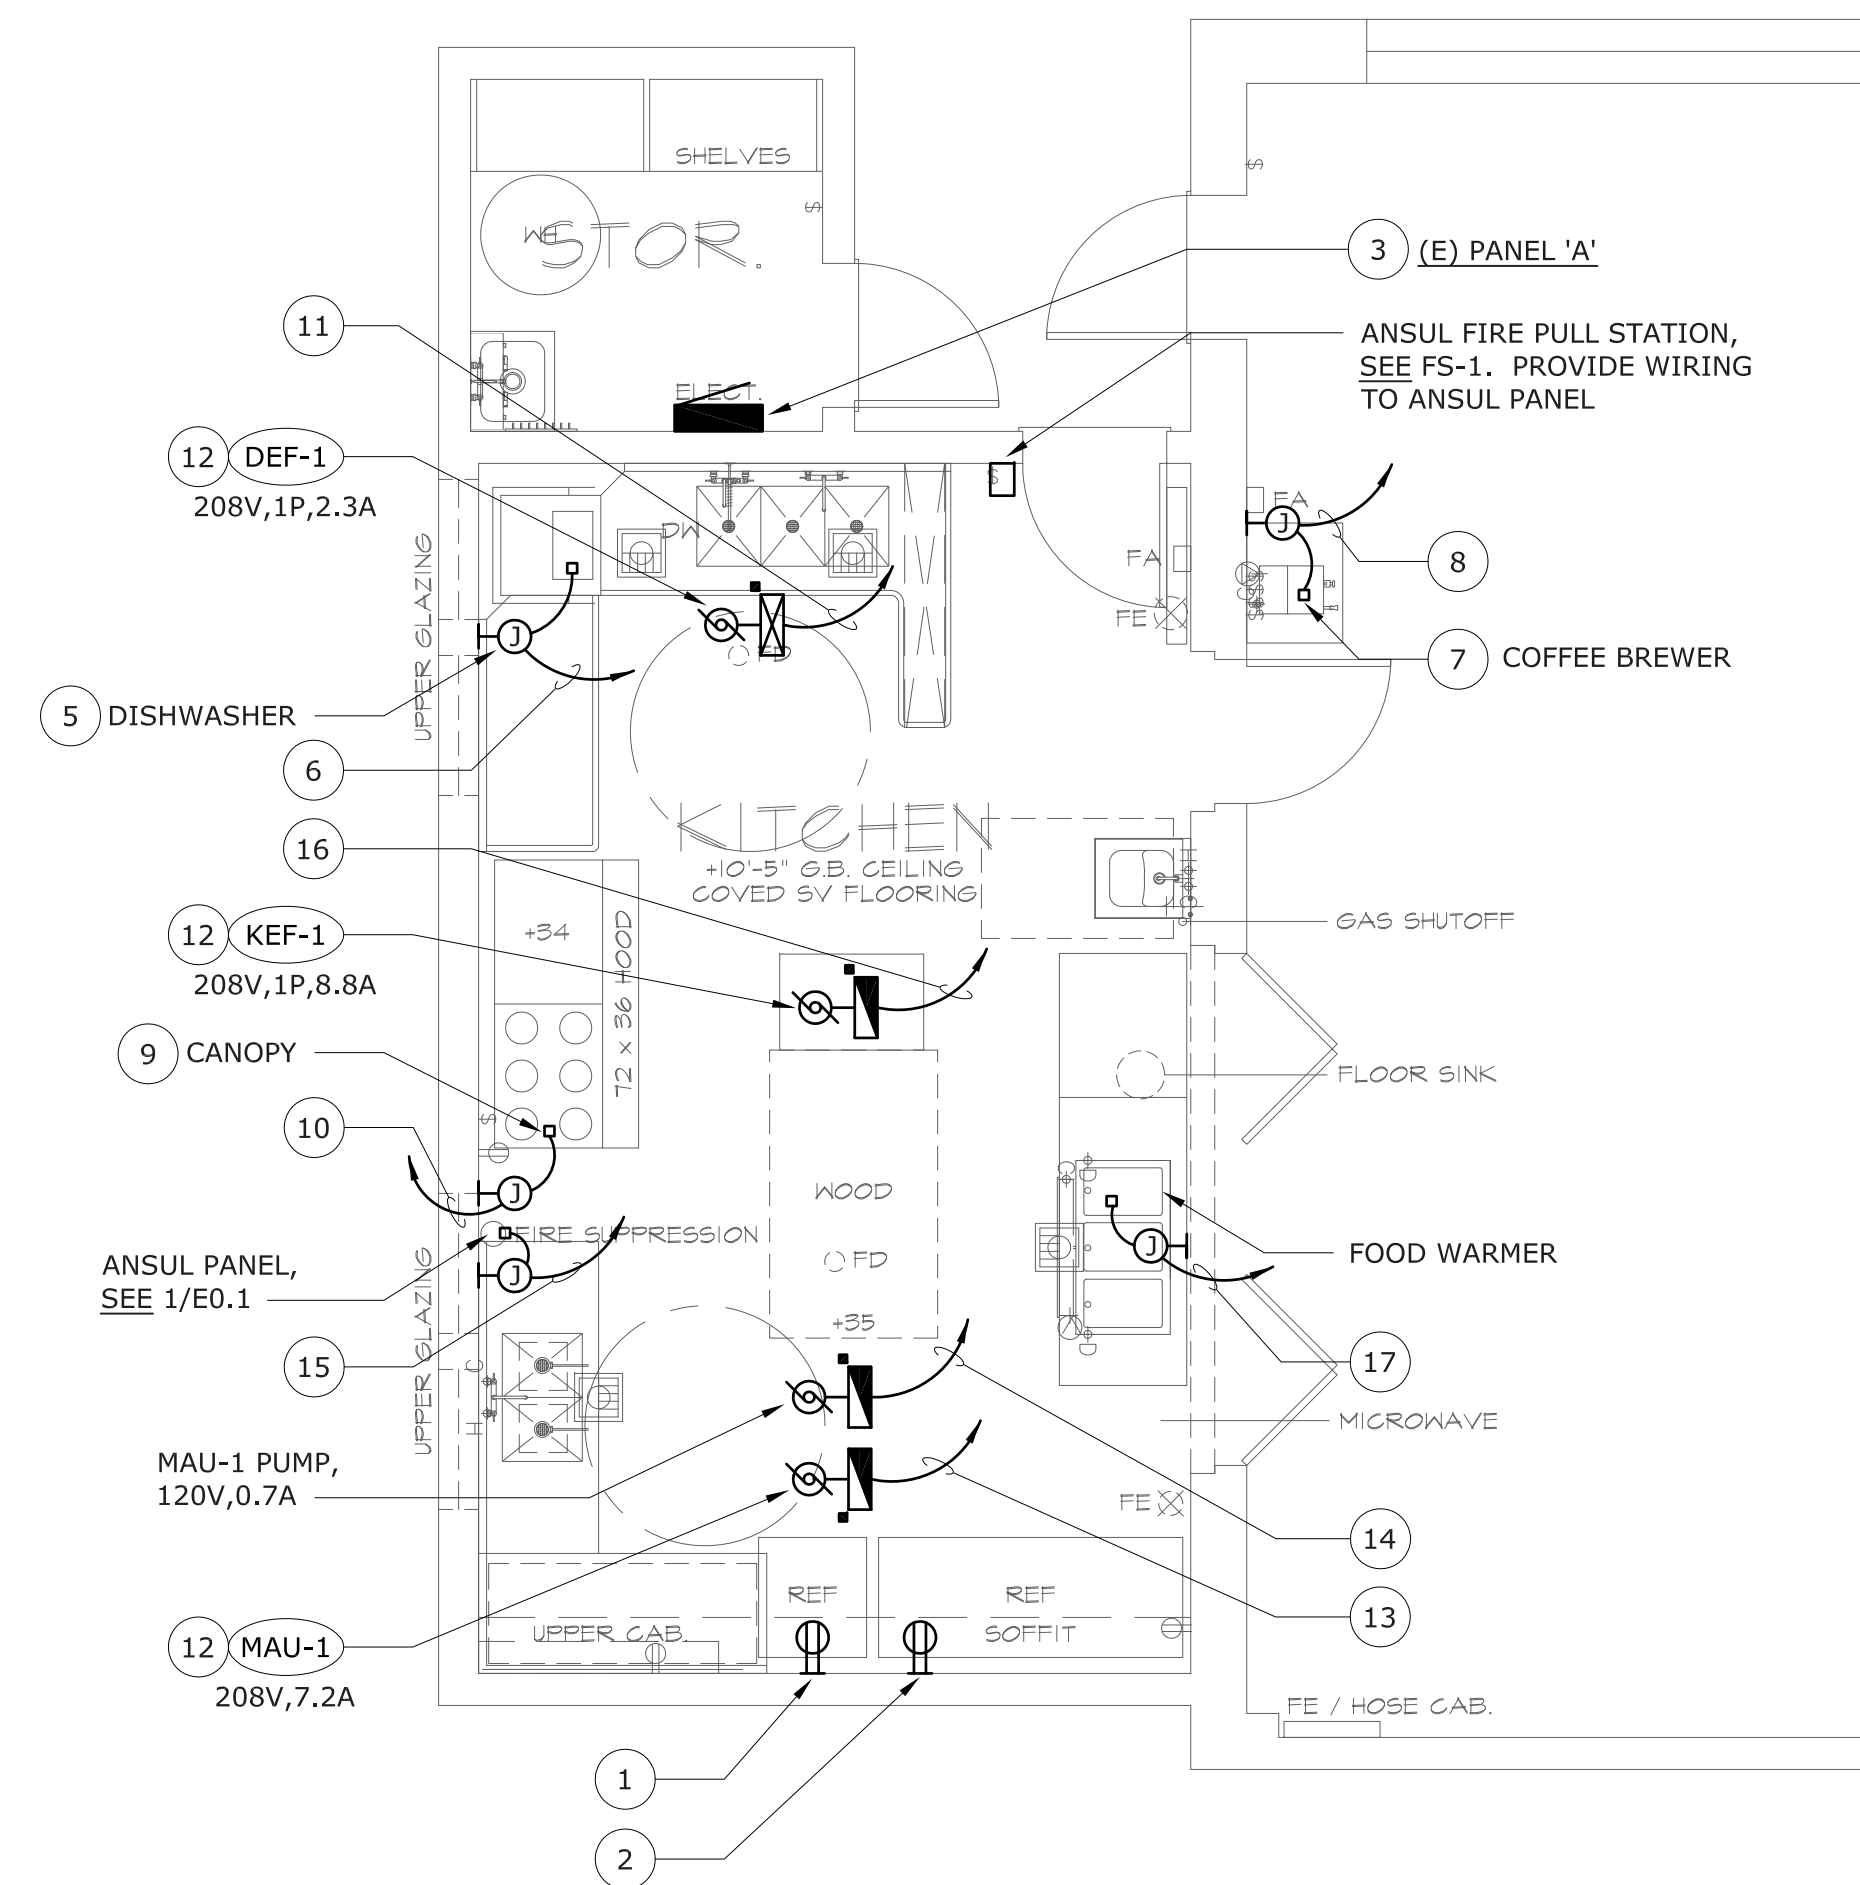 SHELVES
$
$
WH
STOR.
3 (E) PANEL 'A'
ELECT.
11
ANSUL FIRE PULL STATION,
SEE FS-1. PROVIDE WIRING
TO ANSUL PANEL
12 DEF-1
208V,1P,2.3A
DW
$
FA
J
FA
8
FE
7 COFFEE BREWER
UPPER GLAZING
J
FD
5 DISHWASHER
6
KITCHEN
16
+10'-5" G.B. CEILING
COVED SV FLOORING
H
C
GAS SHUTOFF
12 KEF-1
208V,1P,8.8A
+34
72 x 36 HOOD
9 CANOPY
FLOOR SINK
10
$
J
WOOD
C
D
FIRE SUPPRESSION
J
FD
J
FOOD WARMER
ANSUL PANEL,
SEE 1/E0.1
UPPER GLAZING
+35
D
15
17
C
H
MICROWAVE
MAU-1 PUMP,
120V,0.7A
FE
14
REF
REF
SOFFIT
13
UPPER CAB.
12 MAU-1
208V,7.2A
FE / HOSE CAB.
1
2